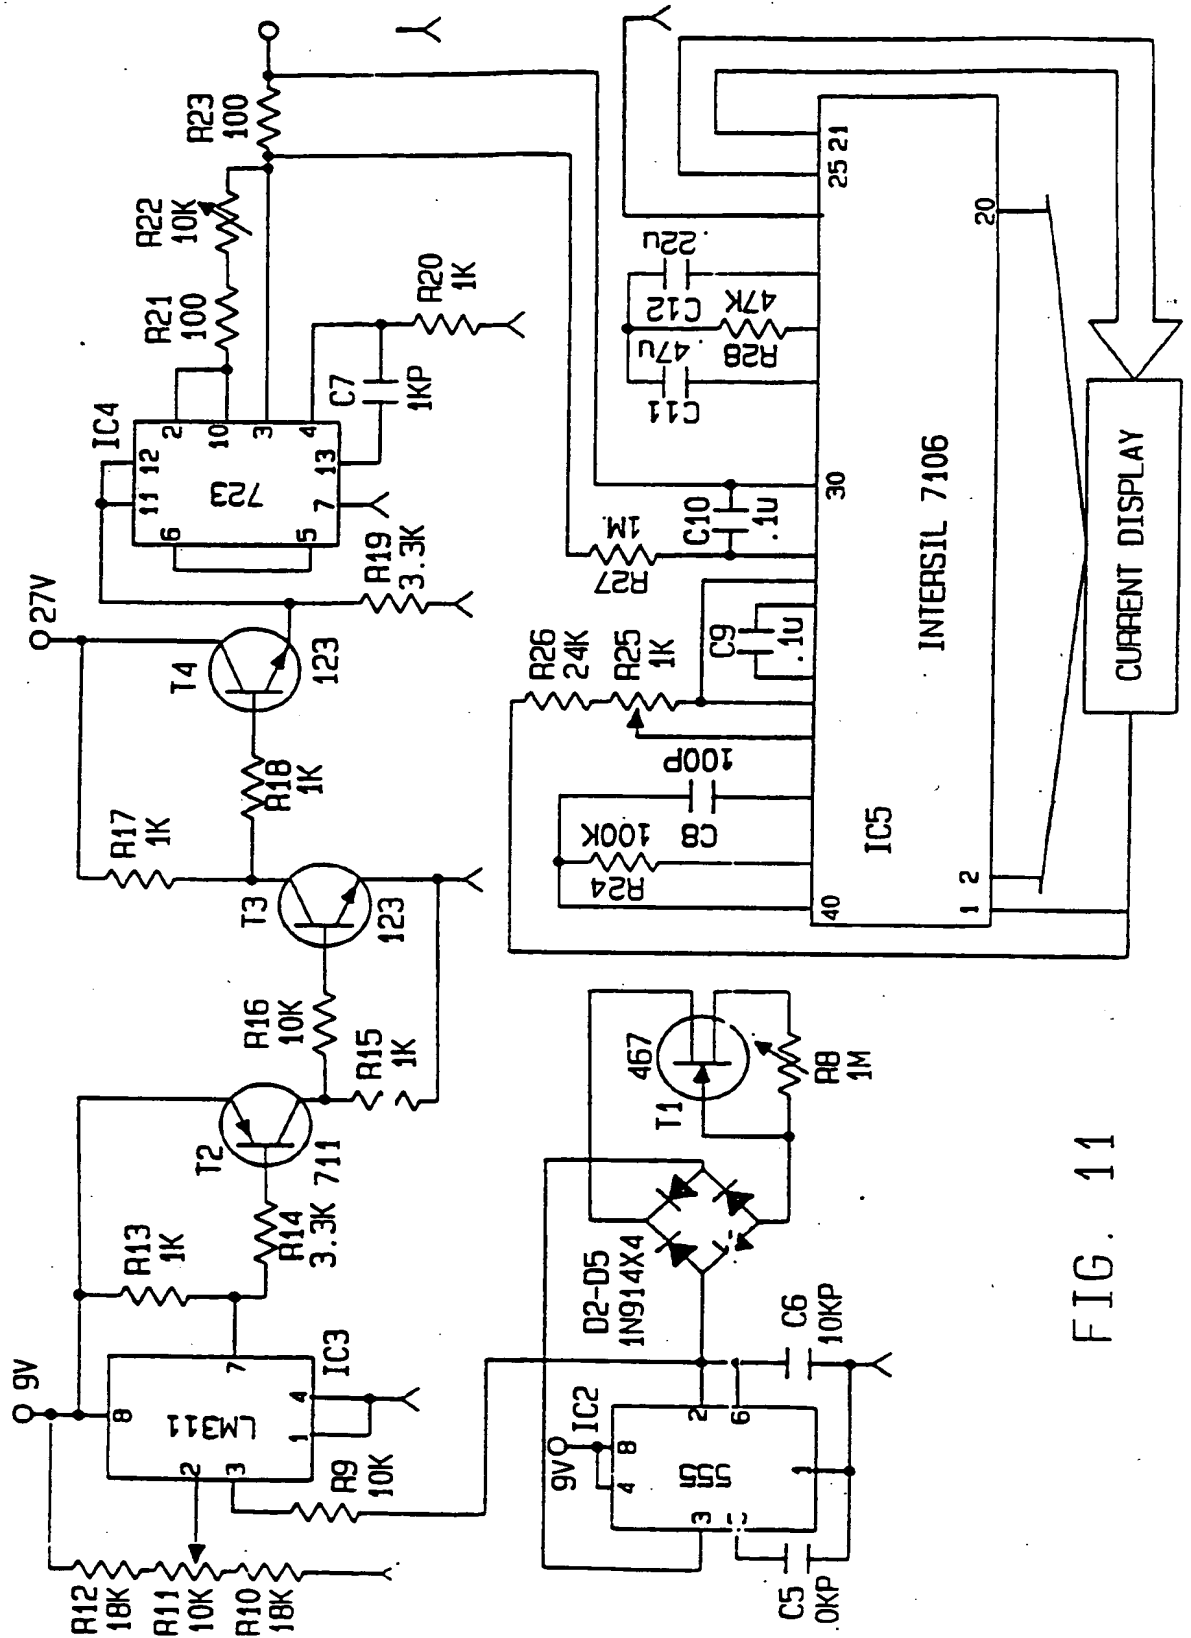 9V
R12
18K
R11
10K
R10
18K
8
2
3
LM311
7
1
4
IC3
R9
10K
R13
1K
R14
3.3K
T2
711
R16
10K
R15
1K
T3
123
R17
1K
R18
1K
T4
123
27V
R19
3.3K
IC4
11
12
6
5
723
7
13
2
10
3
4
C7
1KP
R20
1K
R21
100
R22
10K
R23
100
9V
IC2
4
8
3
555
2
6
1
C5
.0KP
C6
10KP
D2-D5
1N914X4
T1
467
R8
1M
R24
100K
C8
100P
R26
24K
R25
1K
C9
.1u
R27
1M
C10
.1u
C11
.47u
R28
47K
C12
.22u
40
30
25
21
IC5
INTERSIL 7106
1
2
20
CURRENT DISPLAY
FIG. 11